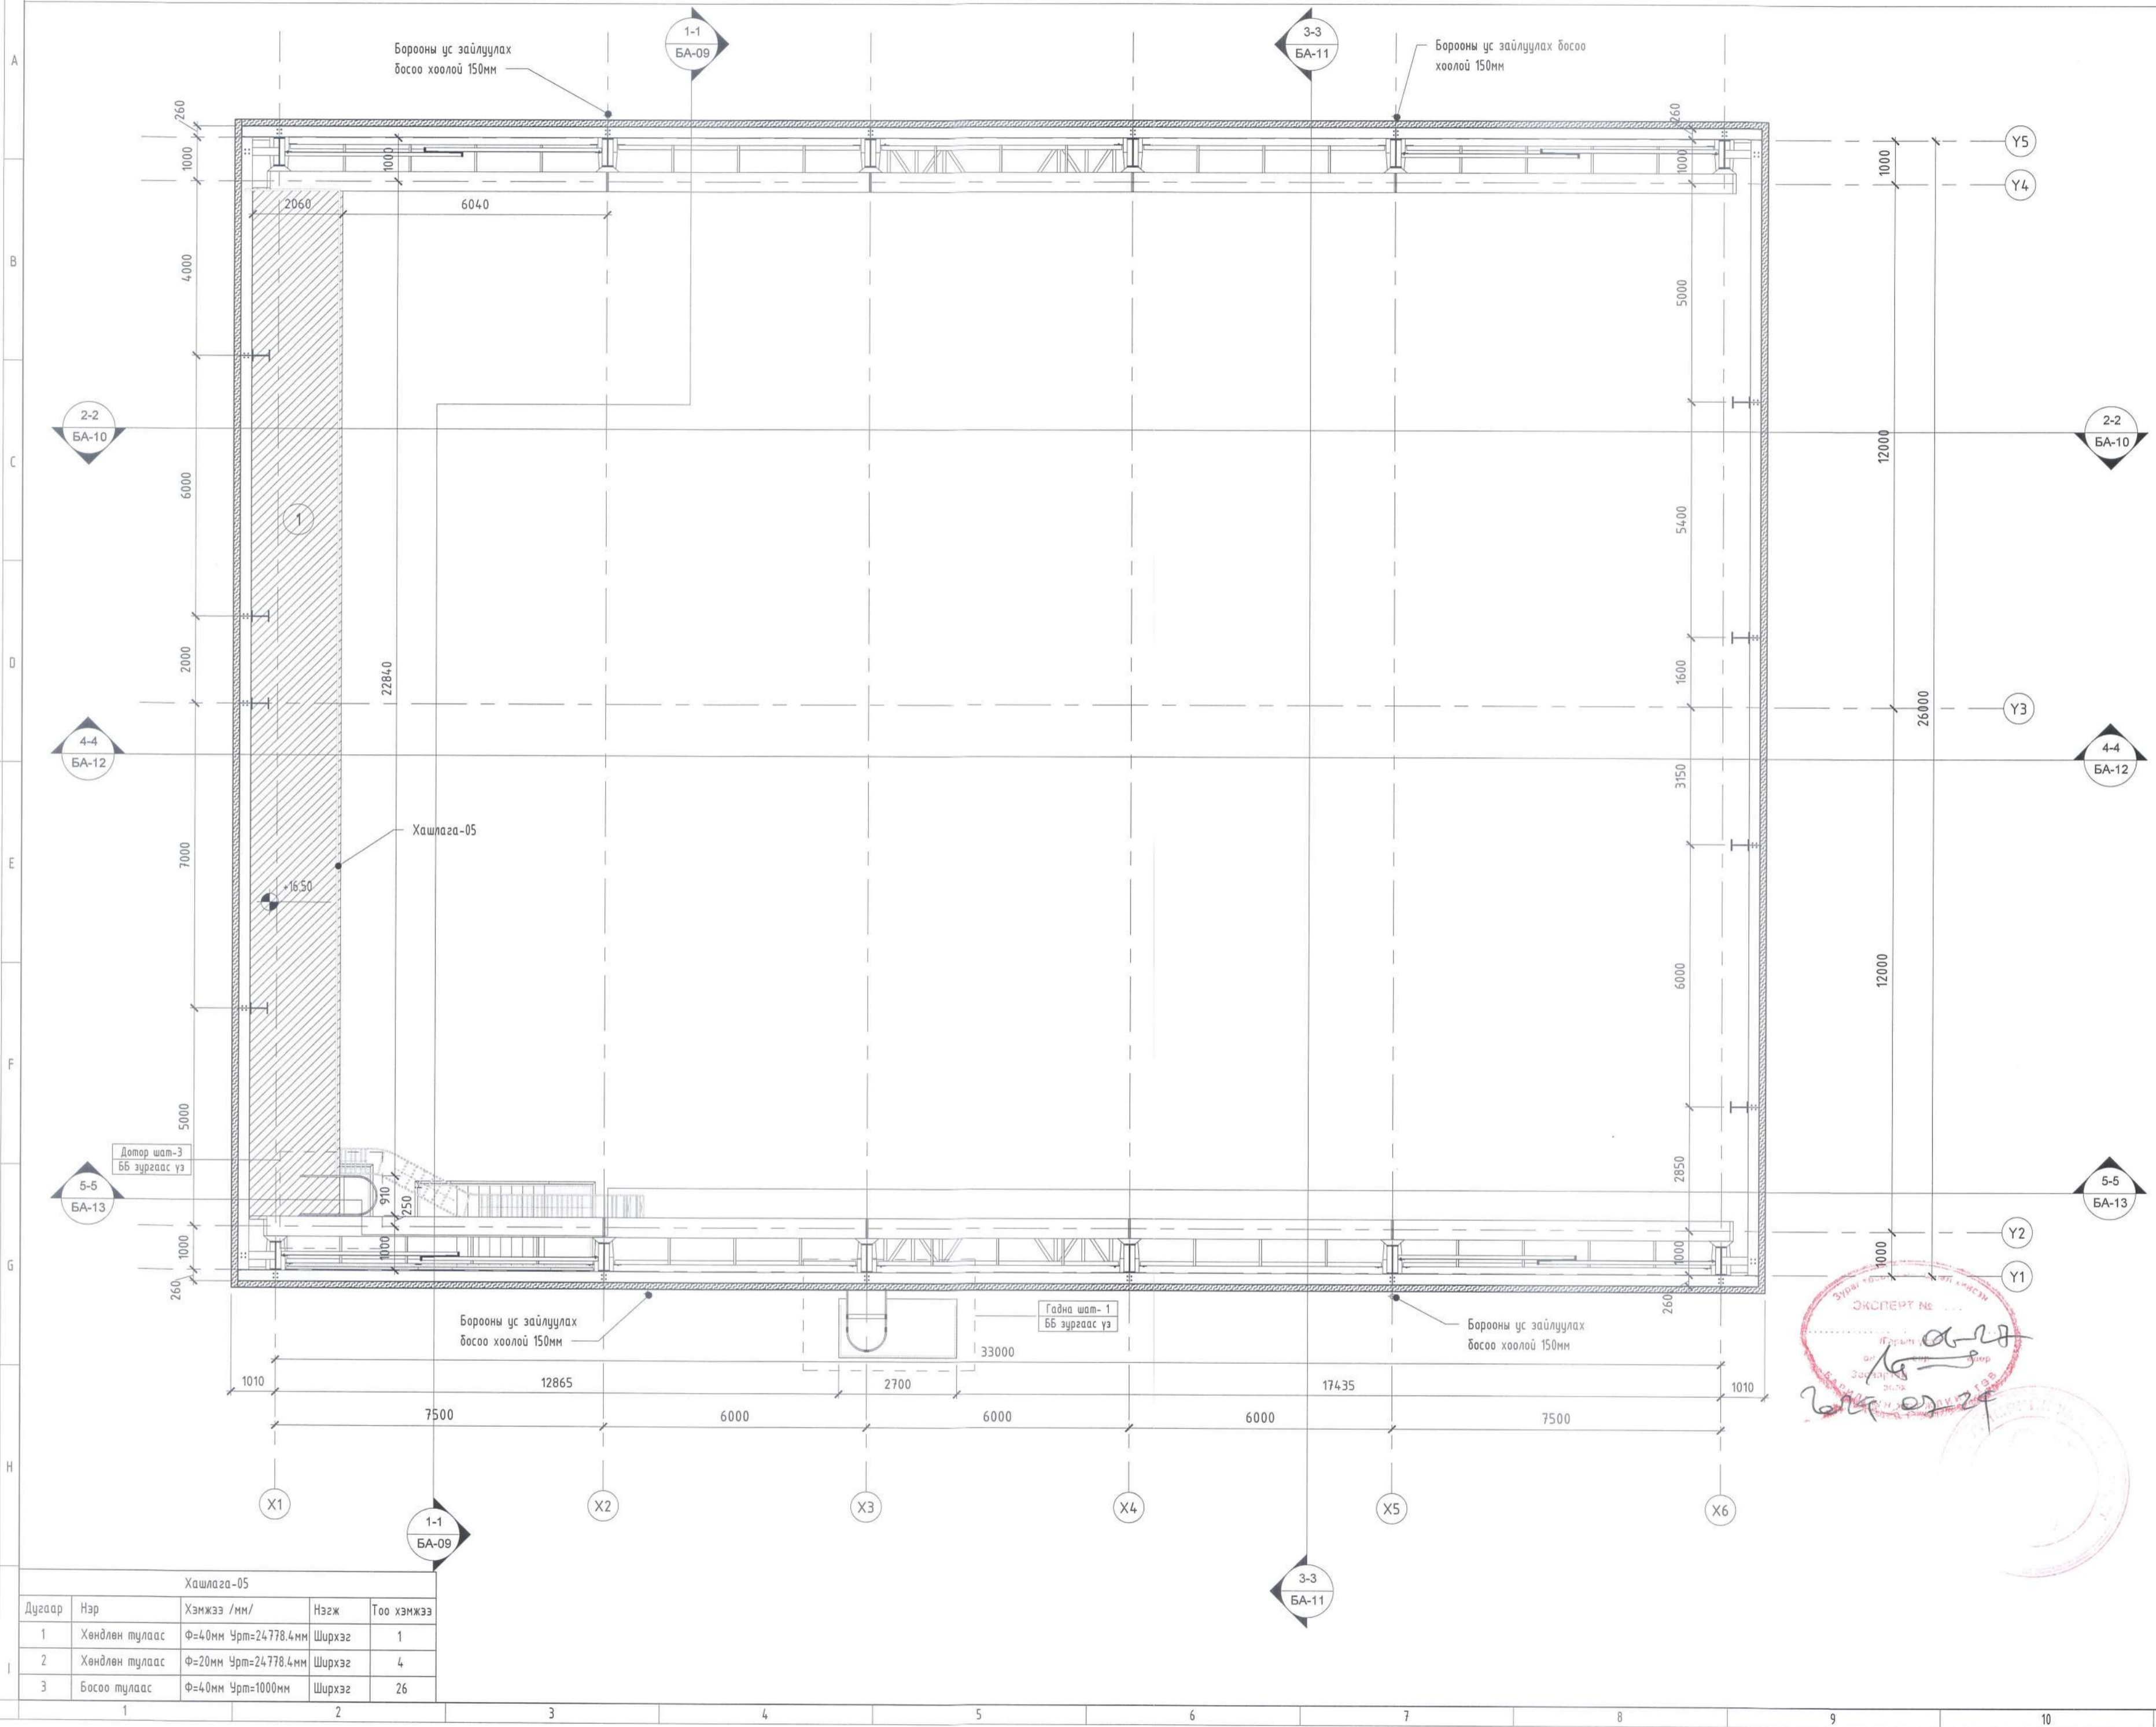 A
B
C
D
E
F
G
H
I
1-1
БА-09
3-3
БА-11
Борооны ус зайлуулах
босоо хоолой 150мм
Борооны ус зайлуулах босоо
хоолой 150мм
260
1000
1000
260
1000
1000
Y5
Y4
2060
6040
4000
5000
2-2
БА-10
2-2
БА-10
12000
6000
1
5400
2000
22840
1600
Y3
26000
4-4
БА-12
4-4
БА-12
3150
Хашлага-05
7000
+16.50
6000
12000
5000
Дотор шат-3
ББ зургаас үз
5-5
БА-13
910
250
2850
5-5
БА-13
1000
1000
1000
1000
Y2
Y1
260
260
Борооны ус зайлуулах
босоо хоолой 150мм
Гадна шат- 1
ББ зургаас үз
Борооны ус зайлуулах
босоо хоолой 150мм
ЭКСПЕРТ №
33000
1010
12865
2700
17435
1010
7500
6000
6000
6000
7500
X1
X2
X3
X4
X5
X6
1-1
БА-09
3-3
БА-11
Хашлага-05
Дугаар Нэр Хэмжээ /мм/ Нэгж Тоо хэмжээ
1 Хөндлөн тулаас Ф=40мм Урт=24778.4мм Ширхэг 1
2 Хөндлөн тулаас Ф=20мм Урт=24778.4мм Ширхэг 4
3 Босоо тулаас Ф=40мм Урт=1000мм Ширхэг 26
1 2 3 4 5 6 7 8 9 10